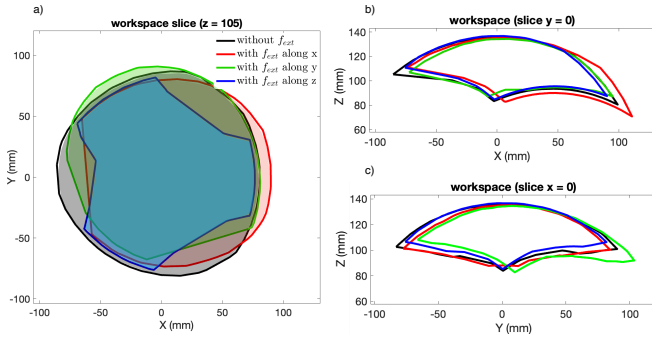 a)
workspace slice (z = 105)
without f_ext
with f_ext along x
with f_ext along y
with f_ext along z
100
50
0
-50
-100
Y (mm)
-100
-50
0
50
100
X (mm)
b)
workspace (slice y = 0)
140
120
100
80
60
Z (mm)
-100
-50
0
50
100
X (mm)
c)
workspace (slice x = 0)
140
120
100
80
60
Z (mm)
-100
-50
0
50
100
Y (mm)